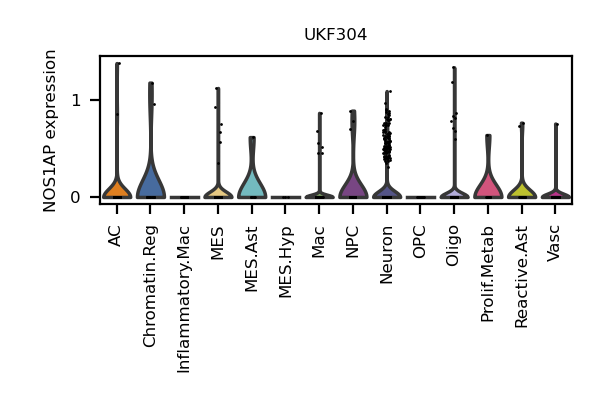 UKF304
NOS1AP expression
1
0
AC
Chromatin.Reg
Inflammatory.Mac
MES
MES.Ast
MES.Hyp
Mac
NPC
Neuron
OPC
Oligo
Prolif.Metab
Reactive.Ast
Vasc